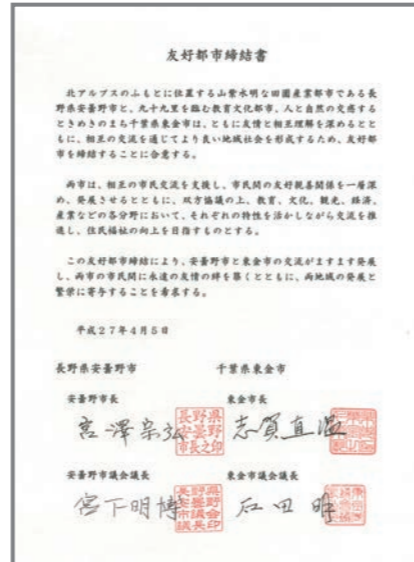 友好都市締結書
北アルプスのふもとに位置する山紫水明な田園産業都市である長
野県安曇野市と、九十九里を臨む教育文化都市、人と自然の交感する
ときめきのまち千葉県東金市は、ともに友情と相互理解を深めるとと
もに、相互の交流を通じてより良い地域社会を形成するため、友好都
市を締結することに合意する。
両市は、相互の市民交流を支援し、市民間の友好親善関係を一層深
め、発展させるとともに、双方協議の上、教育、文化、観光、経済、
産業などの各分野において、それぞれの特性を活かしながら交流を推
進し、住民福祉の向上を目指すものとする。
この友好都市締結により、安曇野市と東金市の交流がますます発展
し、両市の市民間に永遠の友情の絆を築くとともに、両地域の発展と
繁栄に寄与することを希求する。
平成27年4月5日
長野県安曇野市 千葉県東金市
安曇野市長 東金市長
宮澤宗弘 志賀直温
安曇野市議会議長 東金市議会議長
宮下明博 石田明